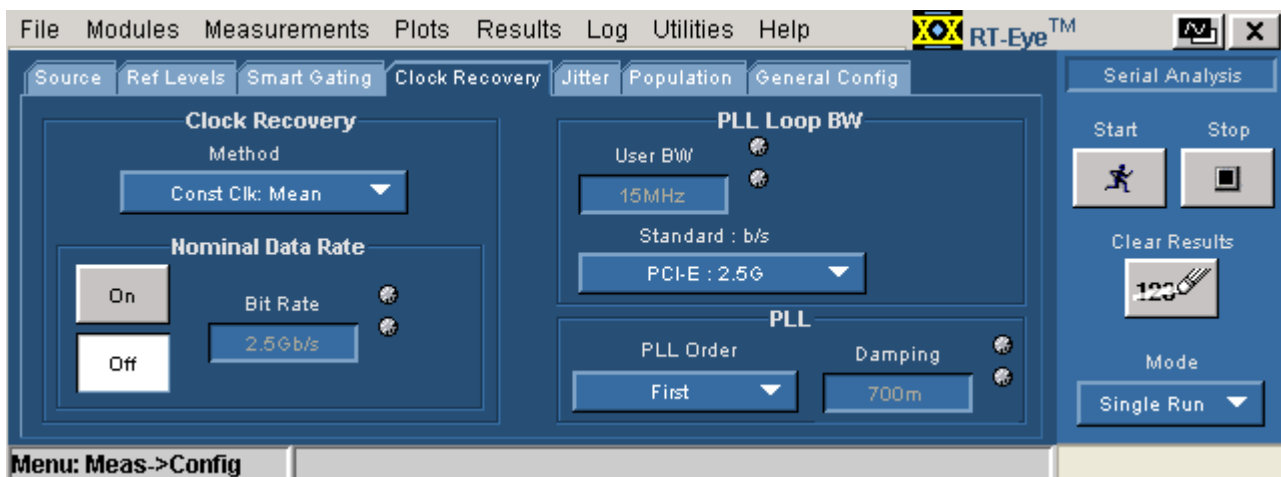 File Modules Measurements Plots Results Log Utilities Help RT-Eye™
Source Ref Levels Smart Gating Clock Recovery Jitter Population General Config
Clock Recovery
Method
Const Clk: Mean
Nominal Data Rate
On
Off
Bit Rate
2.5Gb/s
PLL Loop BW
User BW
15MHz
Standard : b/s
PCI-E : 2.5G
PLL
PLL Order
First
Damping
700m
Serial Analysis
Start Stop
Clear Results
123
Mode
Single Run
Menu: Meas->Config